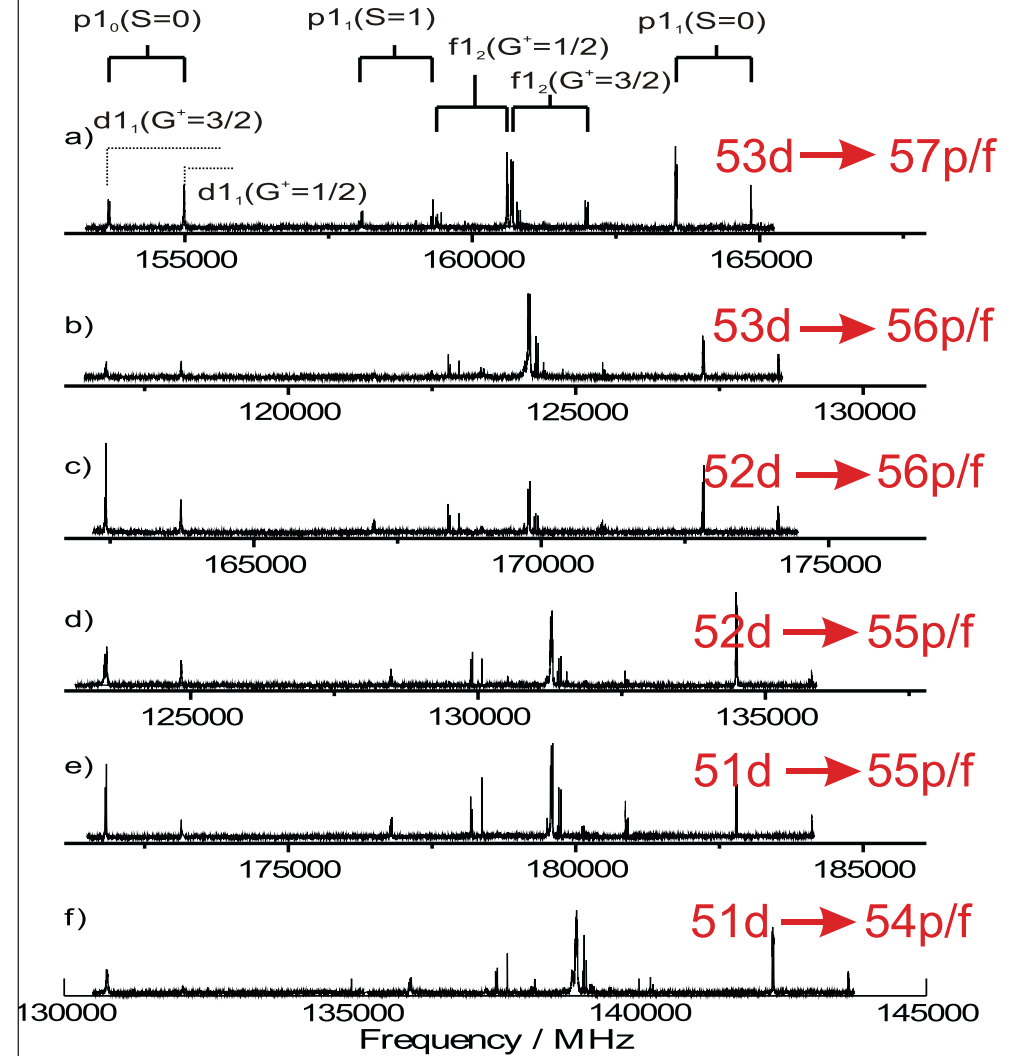 p1₀(S=0) p1₁(S=1) p1₁(S=0)
f1₂(G⁺=1/2)
f1₂(G⁺=3/2)
a) d1₁(G⁺=3/2) 53d → 57p/f
d1₁(G⁺=1/2)
155000 160000 165000
b) 53d → 56p/f
120000 125000 130000
c) 52d → 56p/f
165000 170000 175000
d) 52d → 55p/f
125000 130000 135000
e) 51d → 55p/f
175000 180000 185000
f) 51d → 54p/f
130000 135000 140000 145000
Frequency / MHz